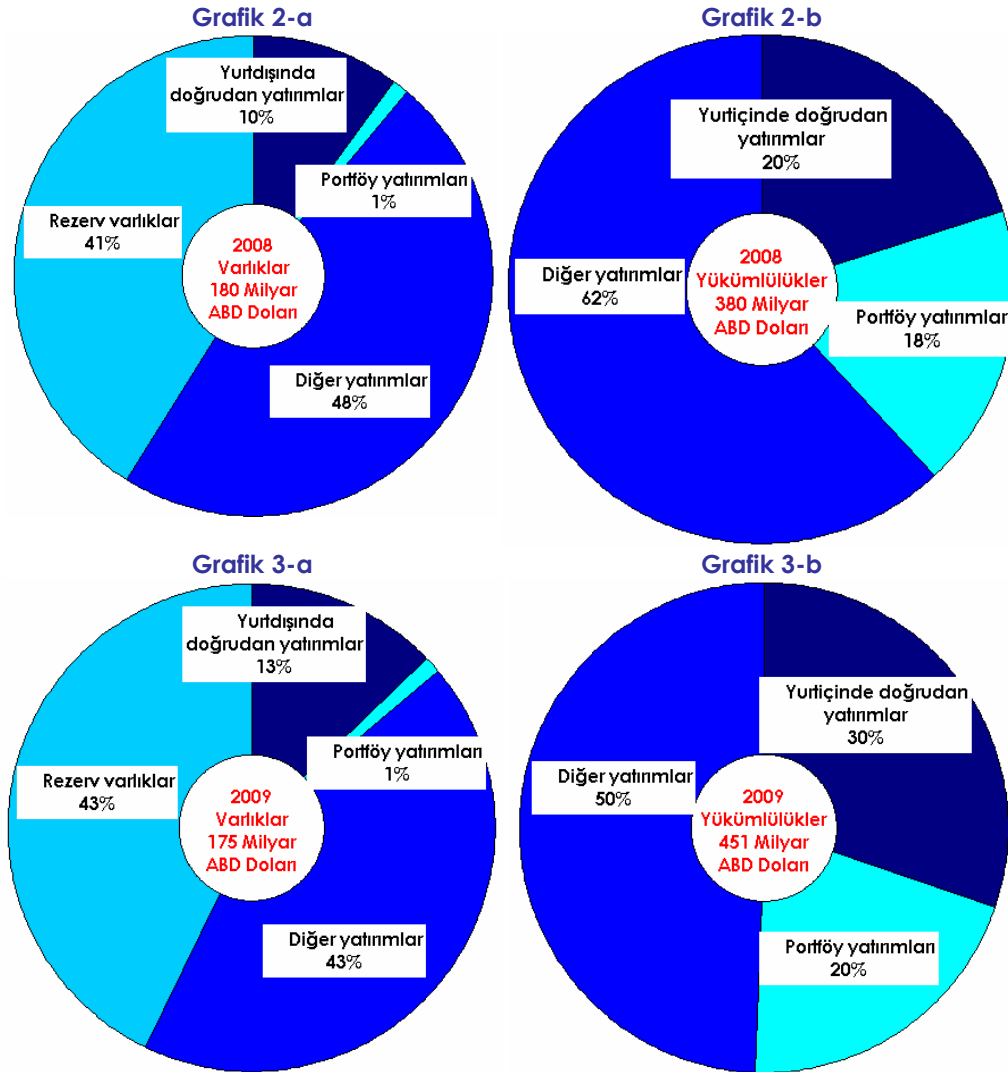 Grafik 2-a
Yurtdışında
doğrudan yatırımlar
10%
Portföy yatırımları
1%
Rezerv varlıklar
41%
2008
Varlıklar
180 Milyar
ABD Doları
Diğer yatırımlar
48%
Grafik 2-b
Yurtiçinde doğrudan
yatırımlar
20%
Diğer yatırımlar
62%
2008
Yükümlülükler
380 Milyar
ABD Doları
Portföy yatırımları
18%
Grafik 3-a
Yurtdışında
doğrudan yatırımlar
13%
Portföy yatırımları
1%
Rezerv varlıklar
43%
2009
Varlıklar
175 Milyar
ABD Doları
Diğer yatırımlar
43%
Grafik 3-b
Yurtiçinde doğrudan
yatırımlar
30%
Diğer yatırımlar
50%
2009
Yükümlülükler
451 Milyar
ABD Doları
Portföy yatırımları
20%